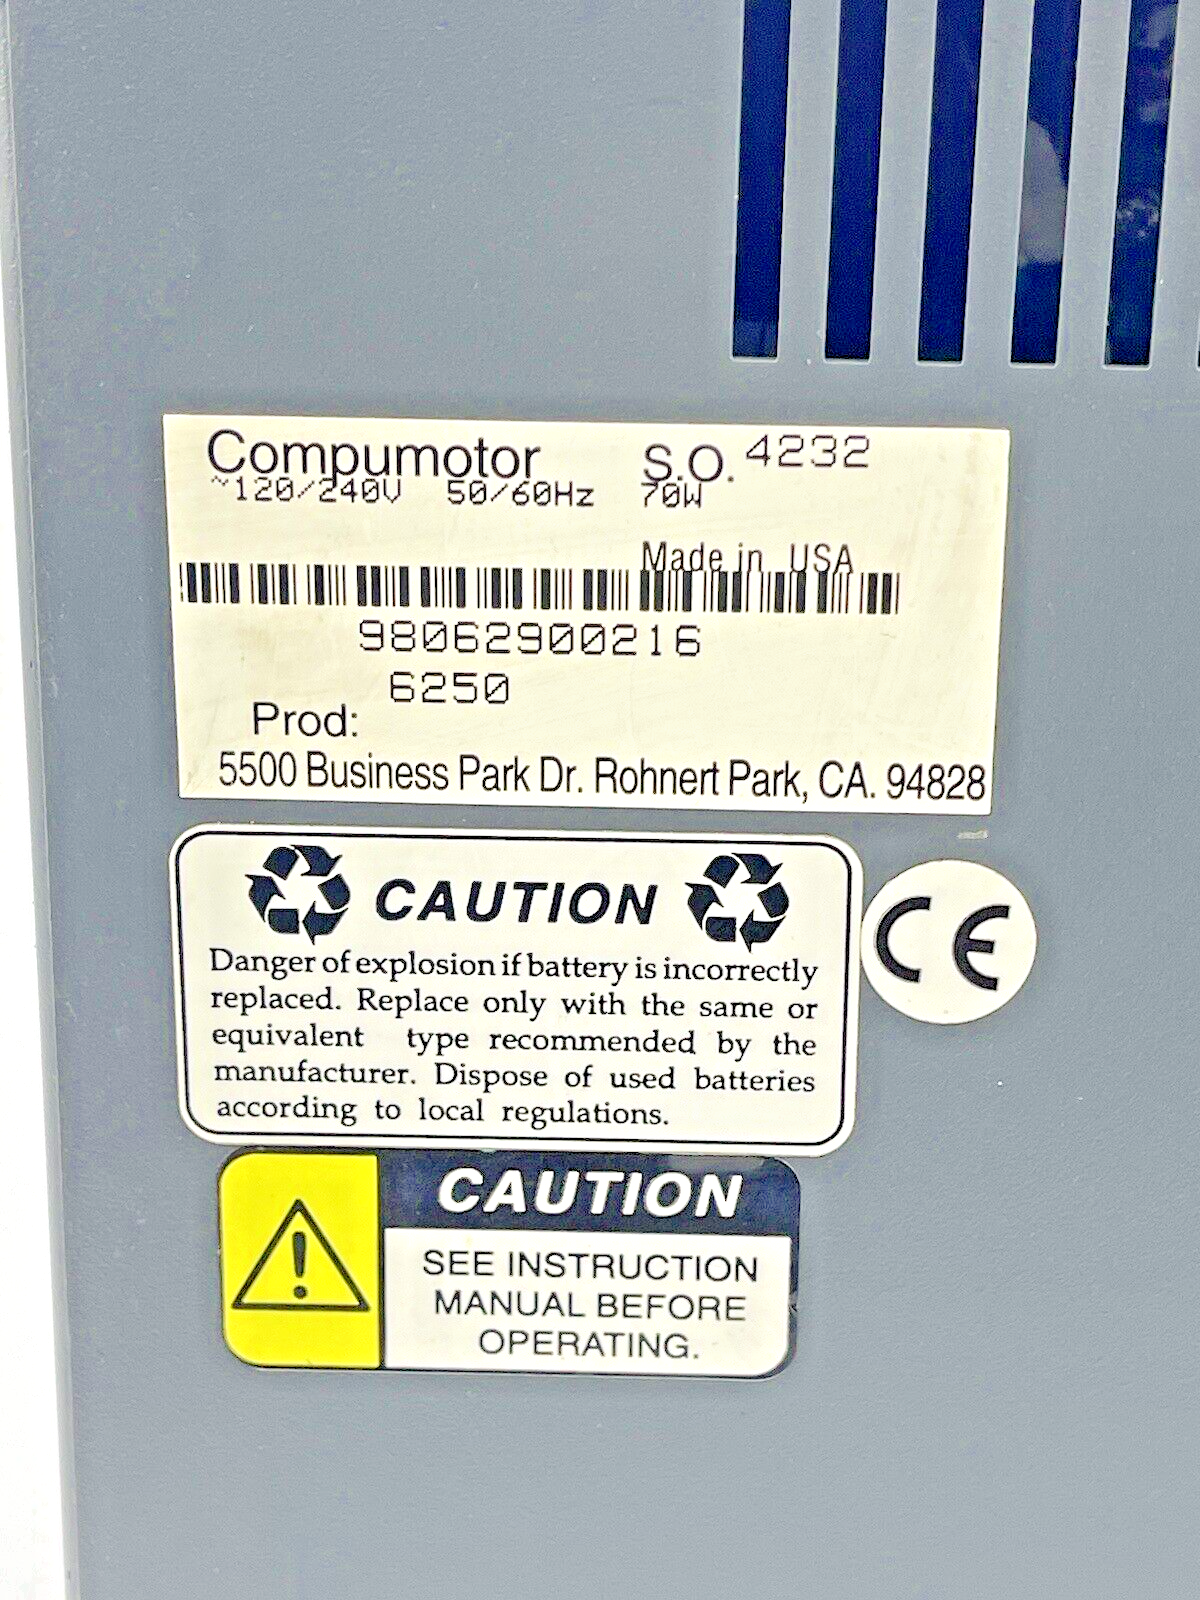 Compumotor S.O. 4232
~120/240V 50/60Hz 70W
Made in USA
98062900216
6250
Prod:
5500 Business Park Dr. Rohnert Park, CA. 94828
CAUTION
Danger of explosion if battery is incorrectly
replaced. Replace only with the same or
equivalent type recommended by the
manufacturer. Dispose of used batteries
according to local regulations.
CE
CAUTION
!
SEE INSTRUCTION
MANUAL BEFORE
OPERATING.